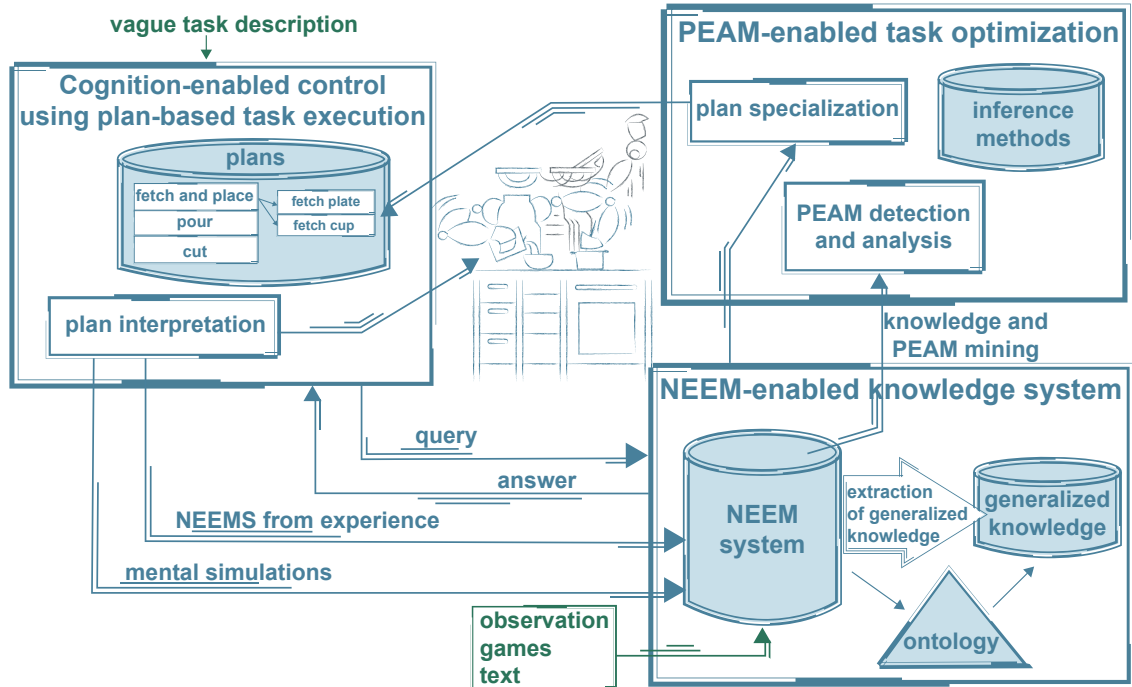 vague task description
Cognition-enabled control
using plan-based task execution
plans
fetch and place
pour
cut
fetch plate
fetch cup
plan interpretation
PEAM-enabled task optimization
plan specialization
inference
methods
PEAM detection
and analysis
knowledge and
PEAM mining
NEEM-enabled knowledge system
query
answer
NEEMS from experience
mental simulations
NEEM
system
extraction
of generalized
knowledge
generalized
knowledge
ontology
observation
games
text